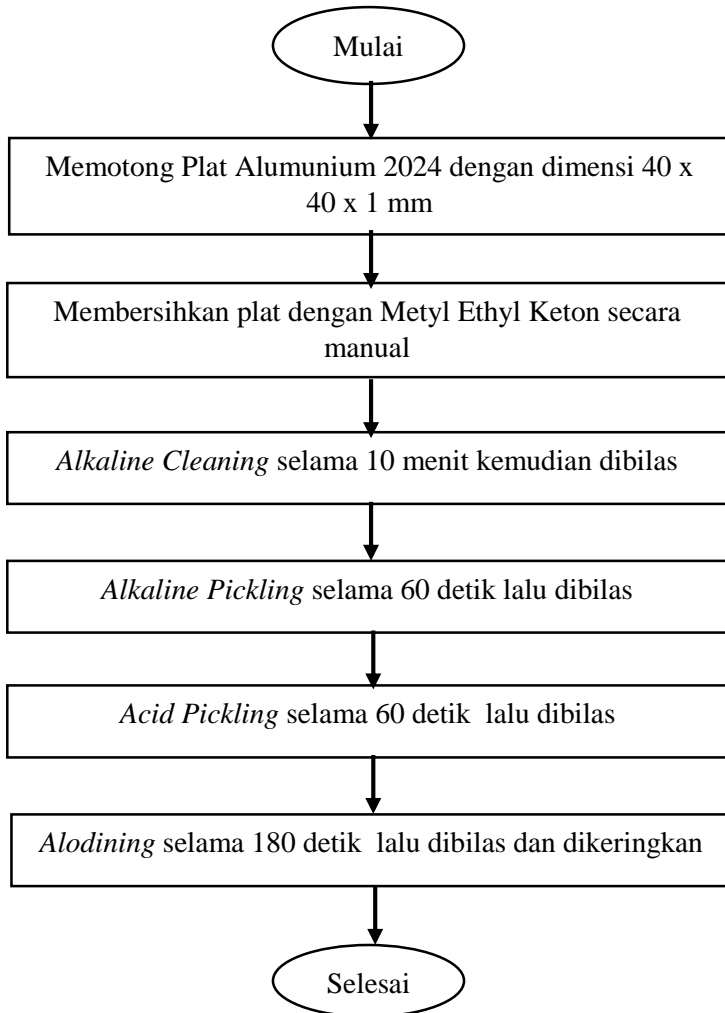 Mulai
Memotong Plat Alumunium 2024 dengan dimensi 40 x
40 x 1 mm
Membersihkan plat dengan Metyl Ethyl Keton secara
manual
Alkaline Cleaning selama 10 menit kemudian dibilas
Alkaline Pickling selama 60 detik lalu dibilas
Acid Pickling selama 60 detik lalu dibilas
Alodining selama 180 detik lalu dibilas dan dikeringkan
Selesai